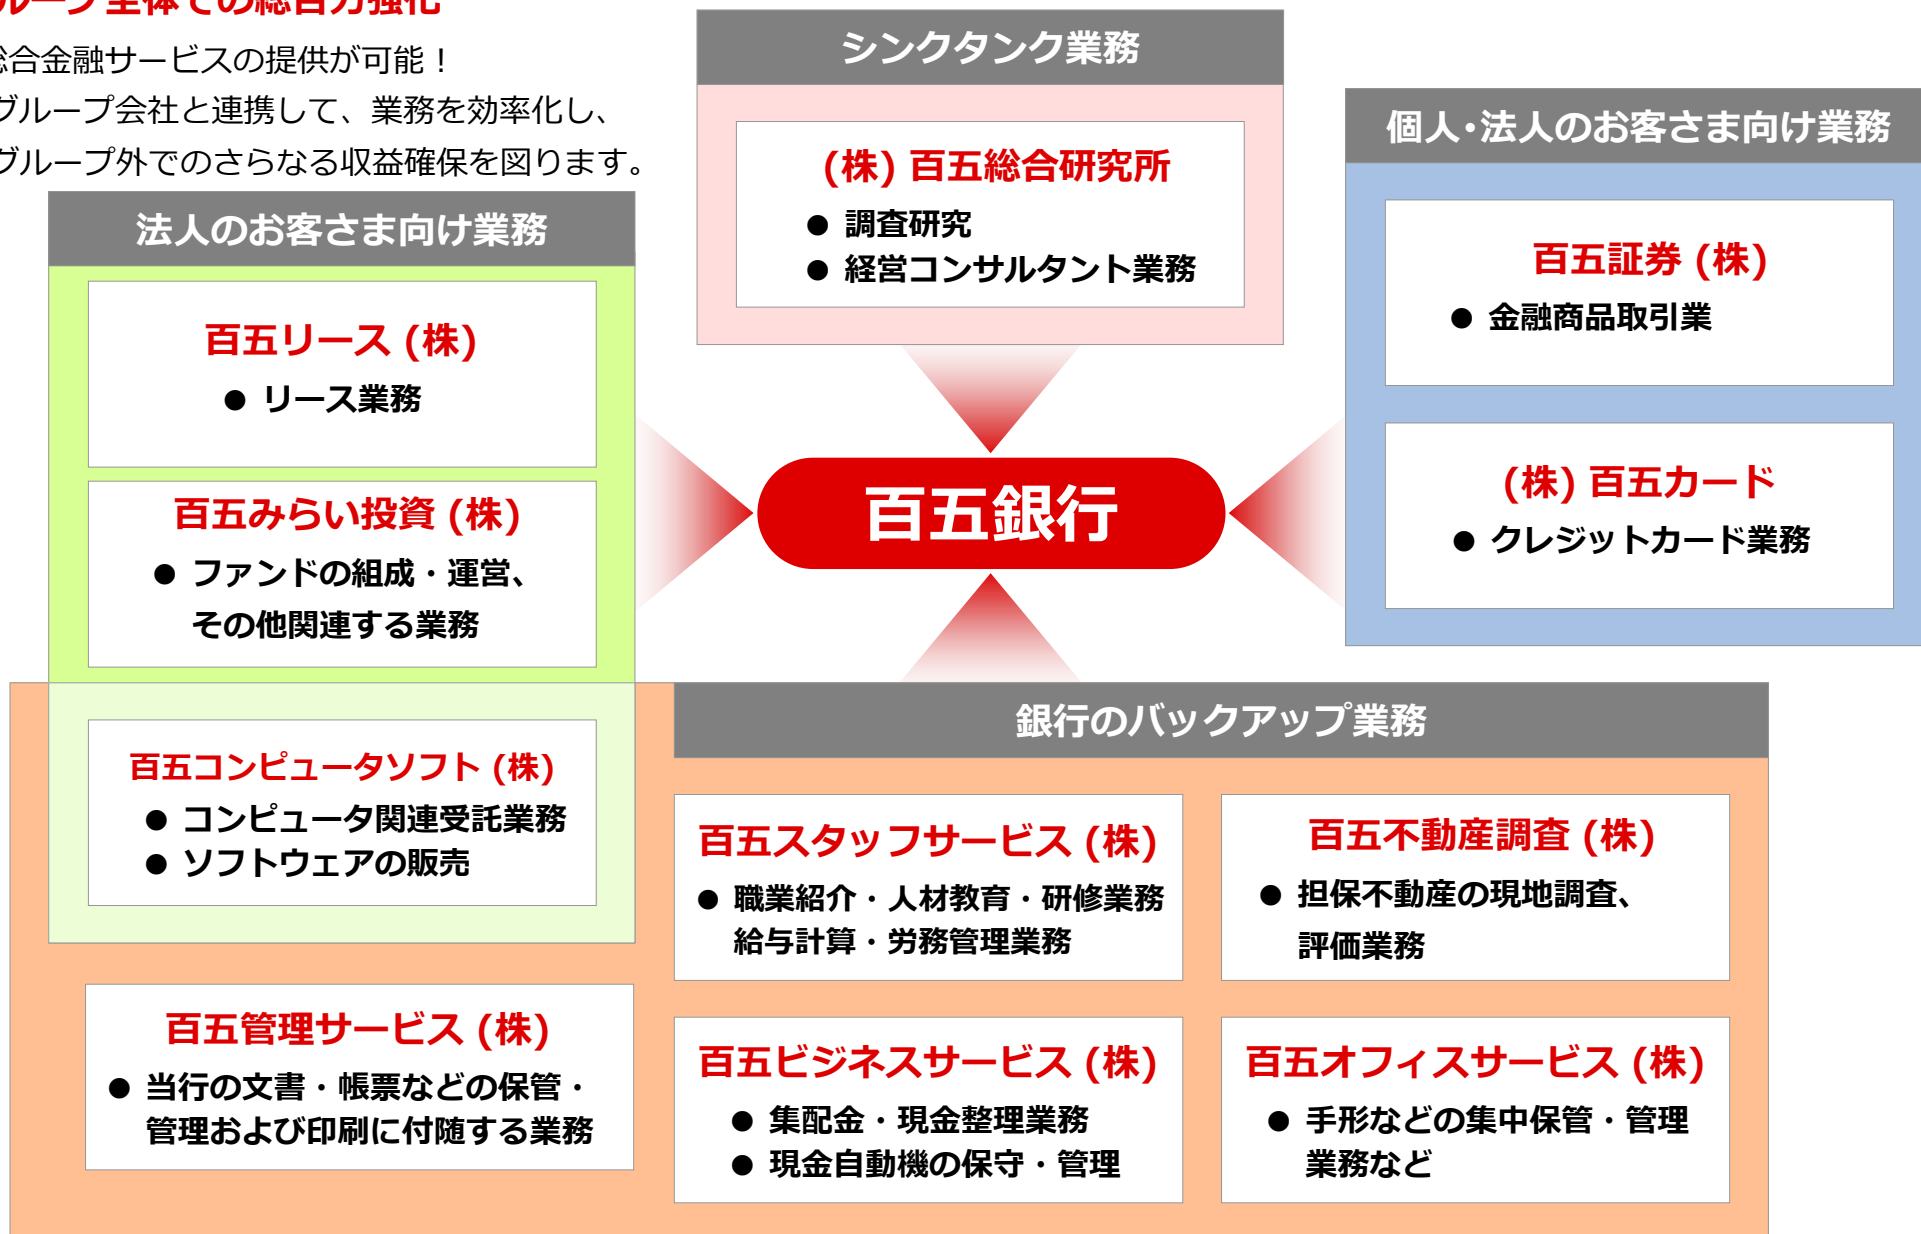 ループ全体での総合力強化
総合金融サービスの提供が可能！
グループ会社と連携して、業務を効率化し、
グループ外でのさらなる収益確保を図ります。
シンクタンク業務
(株) 百五総合研究所
● 調査研究
● 経営コンサルタント業務
個人・法人のお客さま向け業務
百五証券 (株)
● 金融商品取引業
(株) 百五カード
● クレジットカード業務
法人のお客さま向け業務
百五リース (株)
● リース業務
百五みらい投資 (株)
● ファンドの組成・運営、
その他関連する業務
百五銀行
百五コンピュータソフト (株)
● コンピュータ関連受託業務
● ソフトウェアの販売
銀行のバックアップ業務
百五スタッフサービス (株)
● 職業紹介・人材教育・研修業務
給与計算・労務管理業務
百五不動産調査 (株)
● 担保不動産の現地調査、
評価業務
百五管理サービス (株)
● 当行の文書・帳票などの保管・
管理および印刷に付随する業務
百五ビジネスサービス (株)
● 集配金・現金整理業務
● 現金自動機の保守・管理
百五オフィスサービス (株)
● 手形などの集中保管・管理
業務など